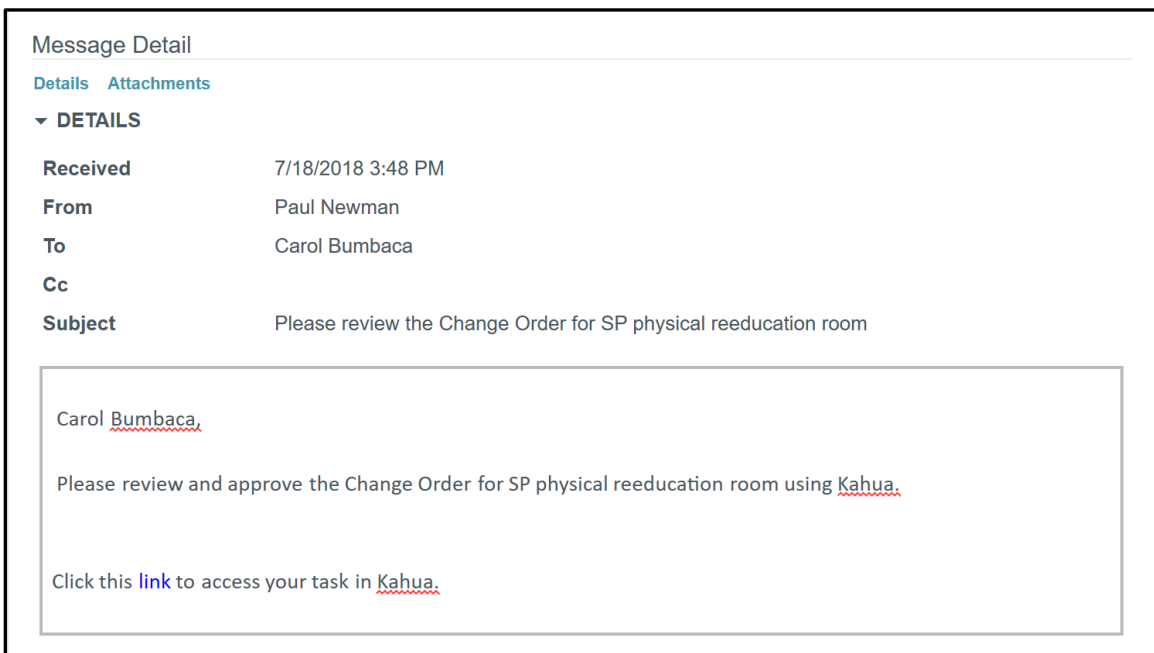 Message Detail
Details Attachments
DETAILS
Received 7/18/2018 3:48 PM
From Paul Newman
To Carol Bumbaca
Cc
Subject Please review the Change Order for SP physical reeducation room
Carol Bumbaca,
Please review and approve the Change Order for SP physical reeducation room using Kahua.
Click this link to access your task in Kahua.